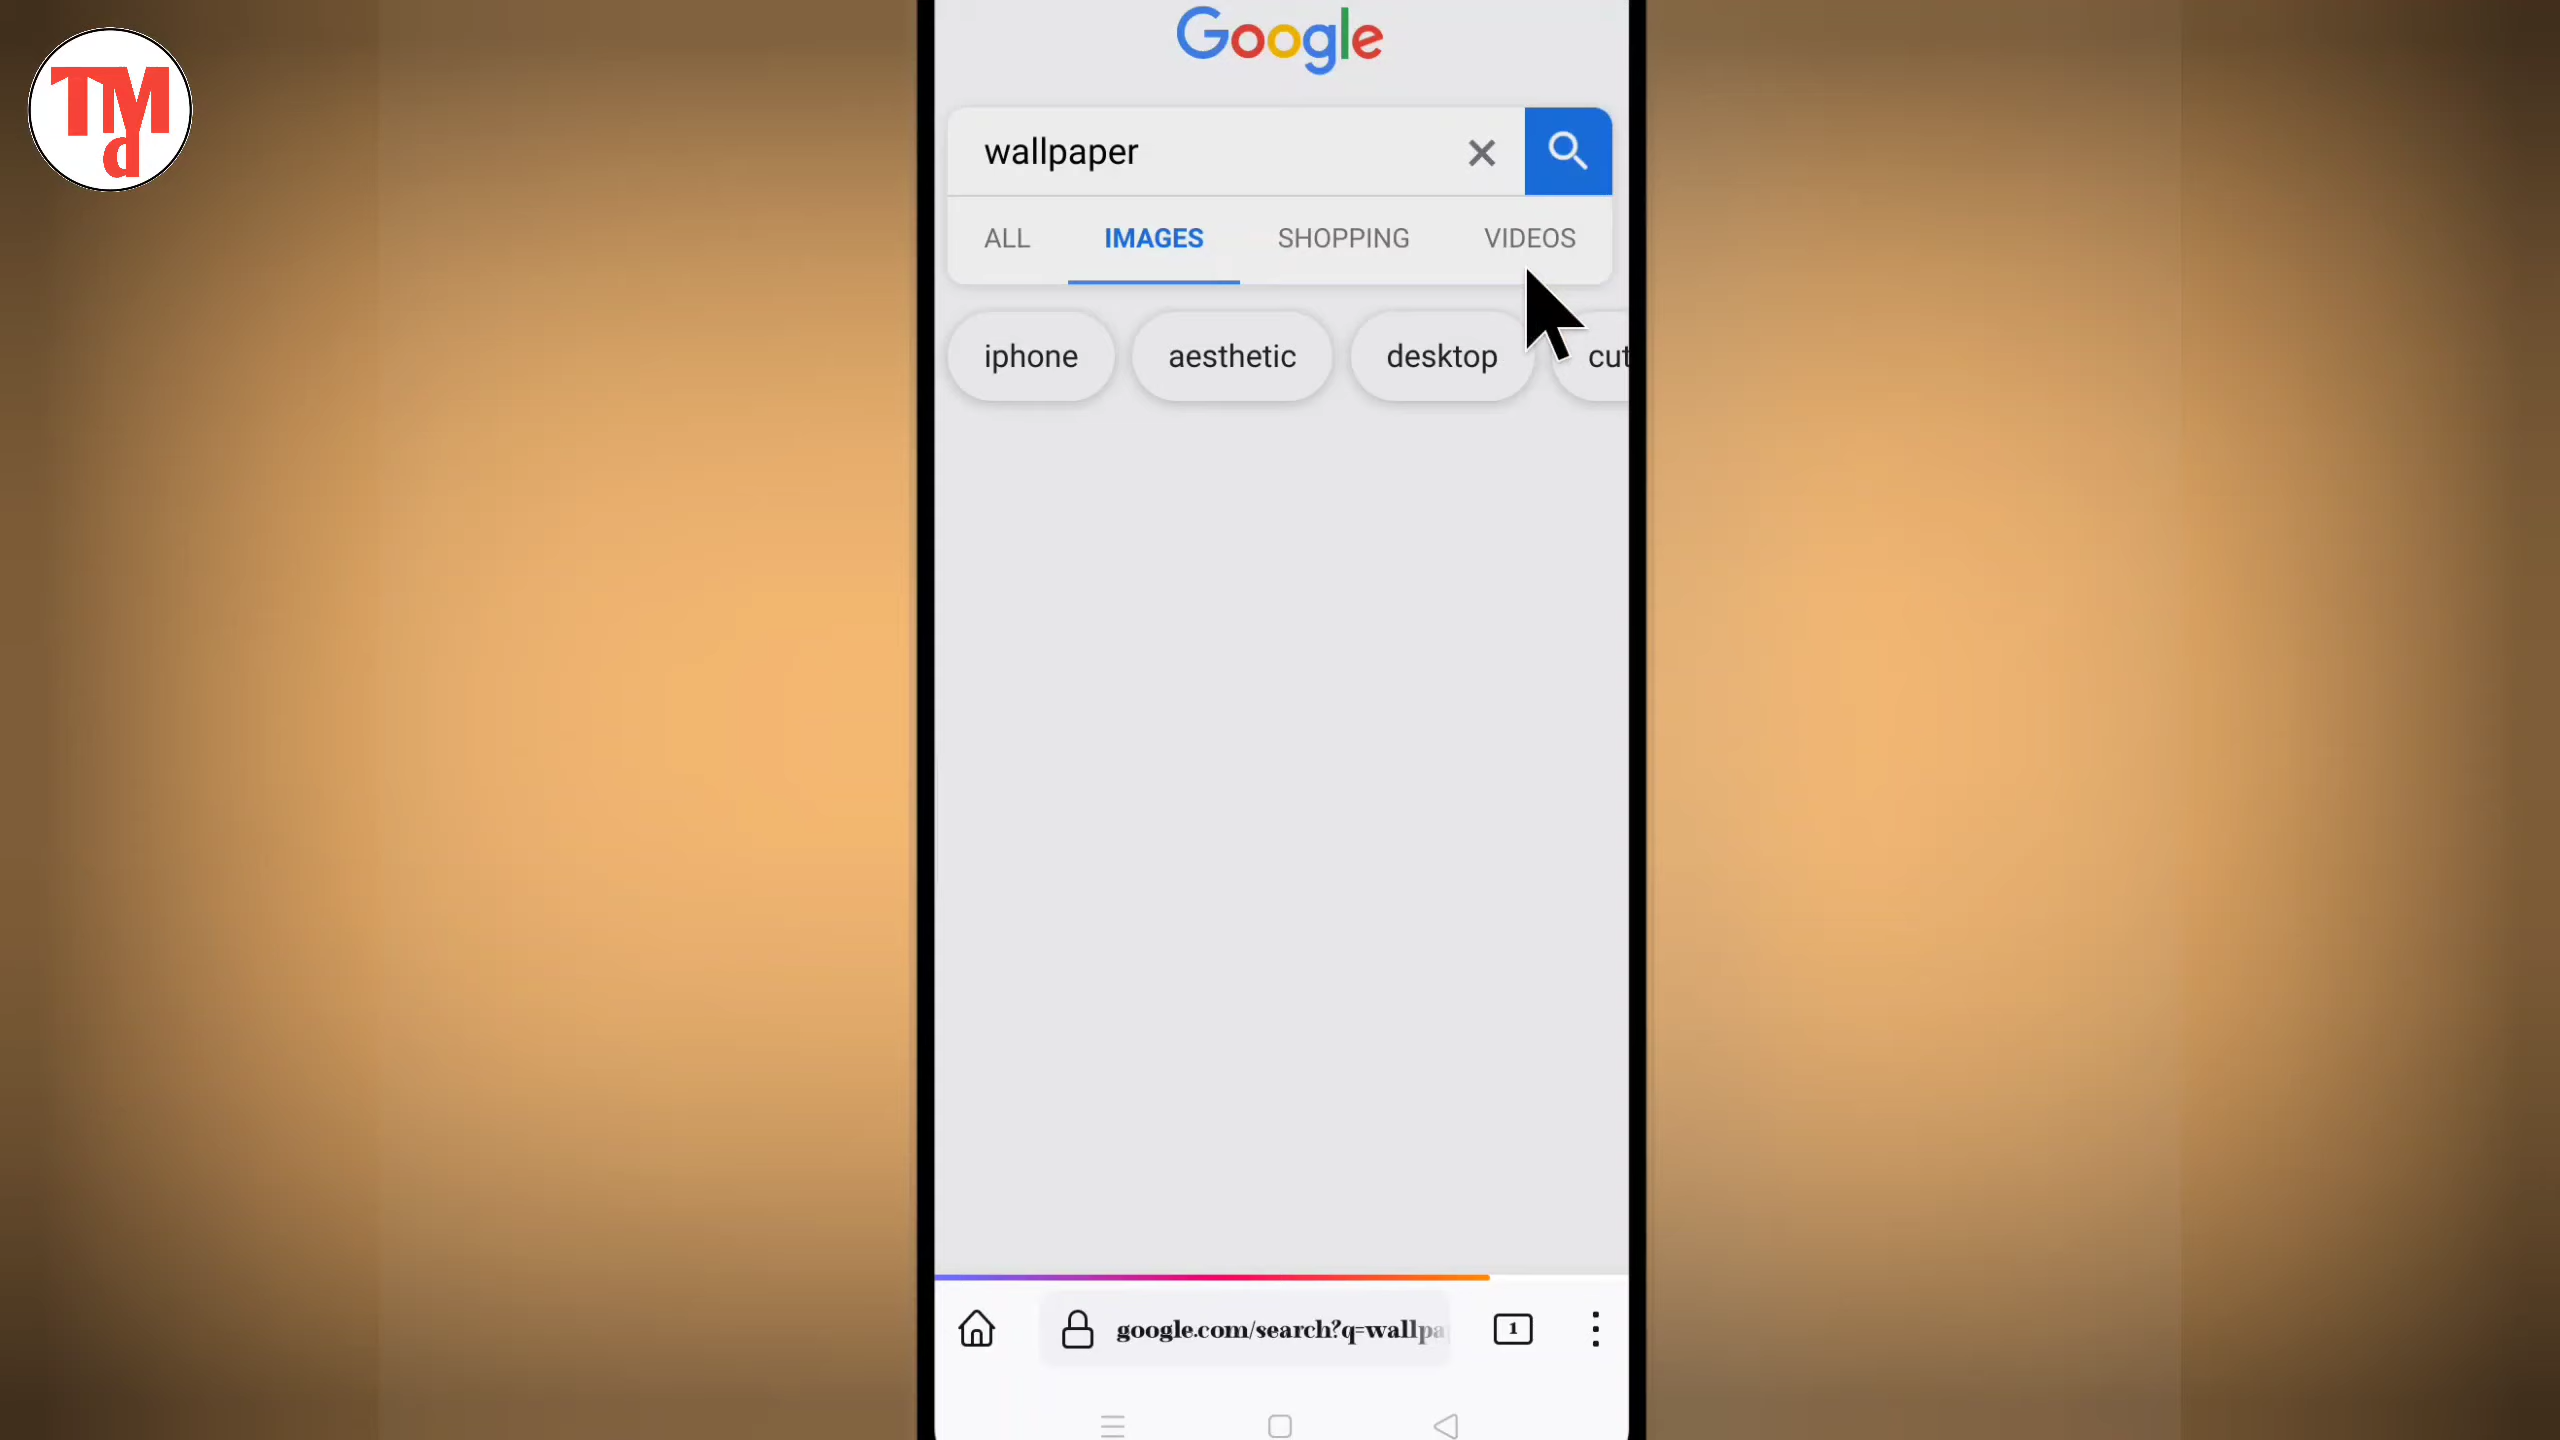 TMd
Google
wallpaper
ALL IMAGES SHOPPING VIDEOS
iphone aesthetic desktop cut
google.com/search?q=wallpa
1